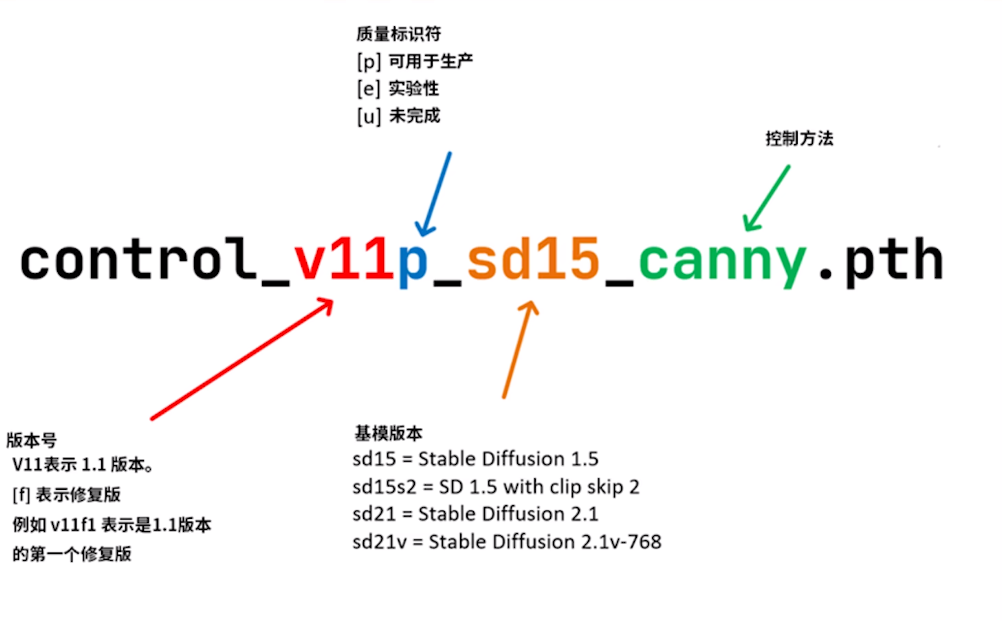 质量标识符
[p] 可用于生产
[e] 实验性
[u] 未完成
控制方法
control_v11p_sd15_canny.pth
版本号
V11表示 1.1 版本。
[f] 表示修复版
例如 v11f1 表示是1.1版本
的第一个修复版
基模版本
sd15 = Stable Diffusion 1.5
sd15s2 = SD 1.5 with clip skip 2
sd21 = Stable Diffusion 2.1
sd21v = Stable Diffusion 2.1v-768